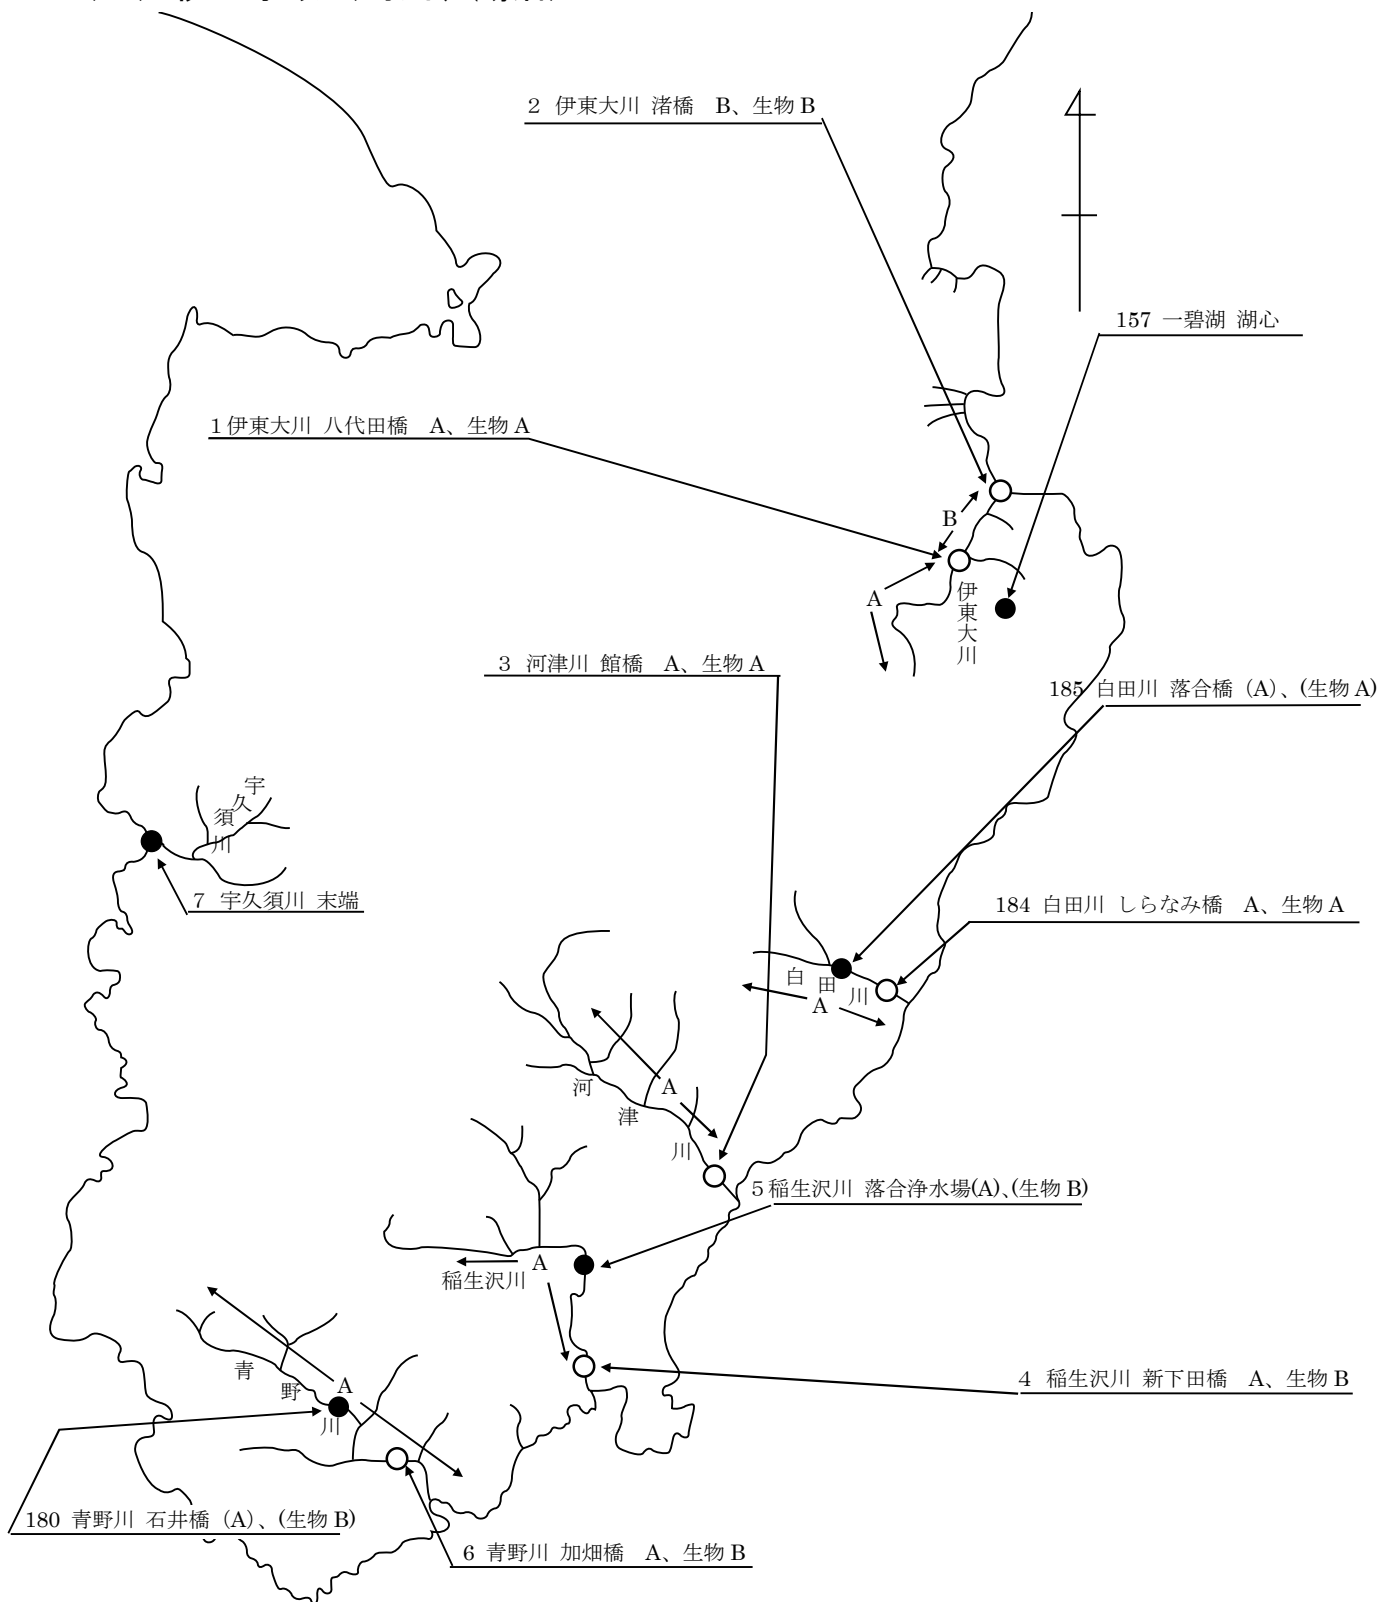 2 伊東大川 渚橋 B、生物 B
157 一碧湖 湖心
1伊東大川 八代田橋 A、生物 A
B
A
伊東大川
3 河津川 館橋 A、生物 A
185 白田川 落合橋 (A)、(生物 A)
宇久須川
7 宇久須川 末端
184 白田川 しらなみ橋 A、生物 A
白田川
A
A
河津川
5稲生沢川 落合浄水場(A)、(生物 B)
A
稲生沢川
青野川
A
4 稲生沢川 新下田橋 A、生物 B
180 青野川 石井橋 (A)、(生物 B)
6 青野川 加畑橋 A、生物 B